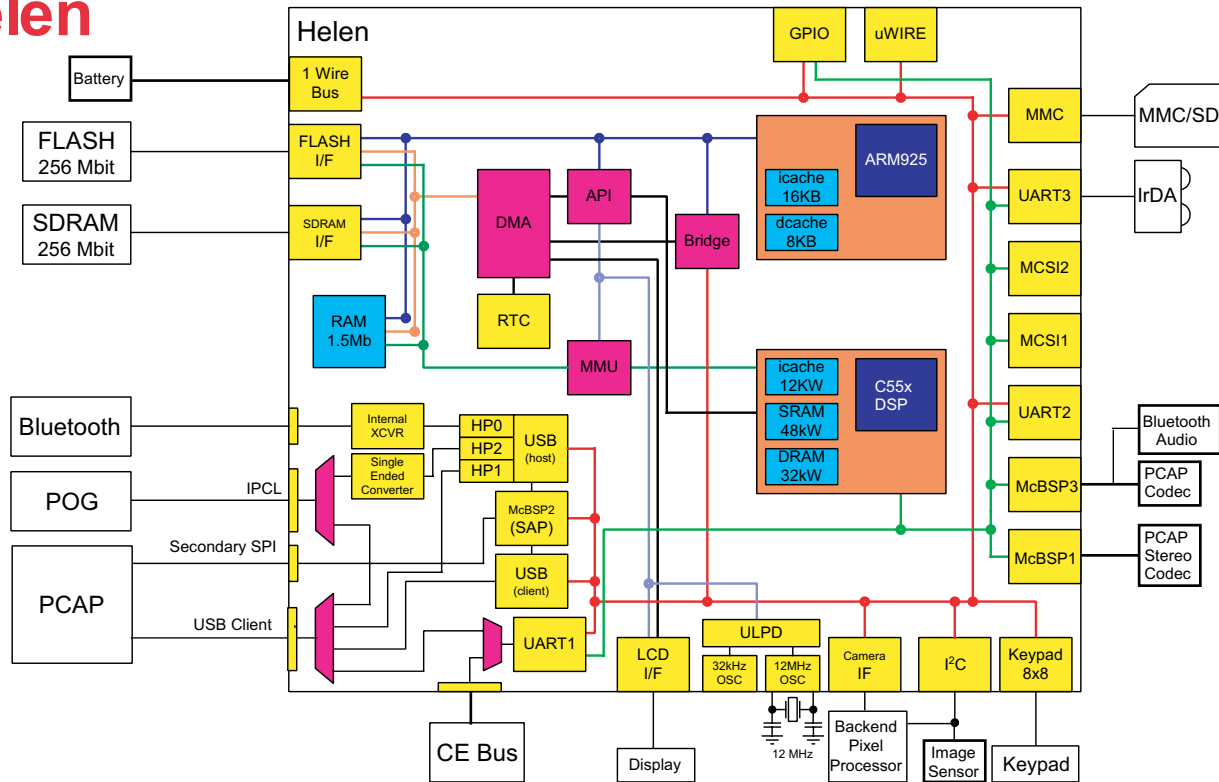 elen
Helen
GPIO
uWIRE
Battery
1 Wire
Bus
MMC
MMC/SD
FLASH
256 Mbit
FLASH
I/F
ARM925
icache
16KB
dcache
8KB
API
DMA
Bridge
UART3
IrDA
SDRAM
256 Mbit
SDRAM
I/F
MCSI2
RAM
1.5Mb
RTC
MCSI1
MMU
icache
12KW
SRAM
48kW
DRAM
32kW
C55x
DSP
UART2
Bluetooth
Internal
XCVR
HP0
HP2
HP1
USB
(host)
Bluetooth
Audio
Single
Ended
Converter
POG
IPCL
McBSP3
PCAP
Codec
McBSP2
(SAP)
Secondary SPI
McBSP1
PCAP
Stereo
Codec
PCAP
USB
(client)
USB Client
UART1
LCD
I/F
ULPD
32kHz
OSC
12MHz
OSC
Camera
IF
I2C
Keypad
8x8
CE Bus
Display
12 MHz
Backend
Pixel
Processor
Image
Sensor
Keypad